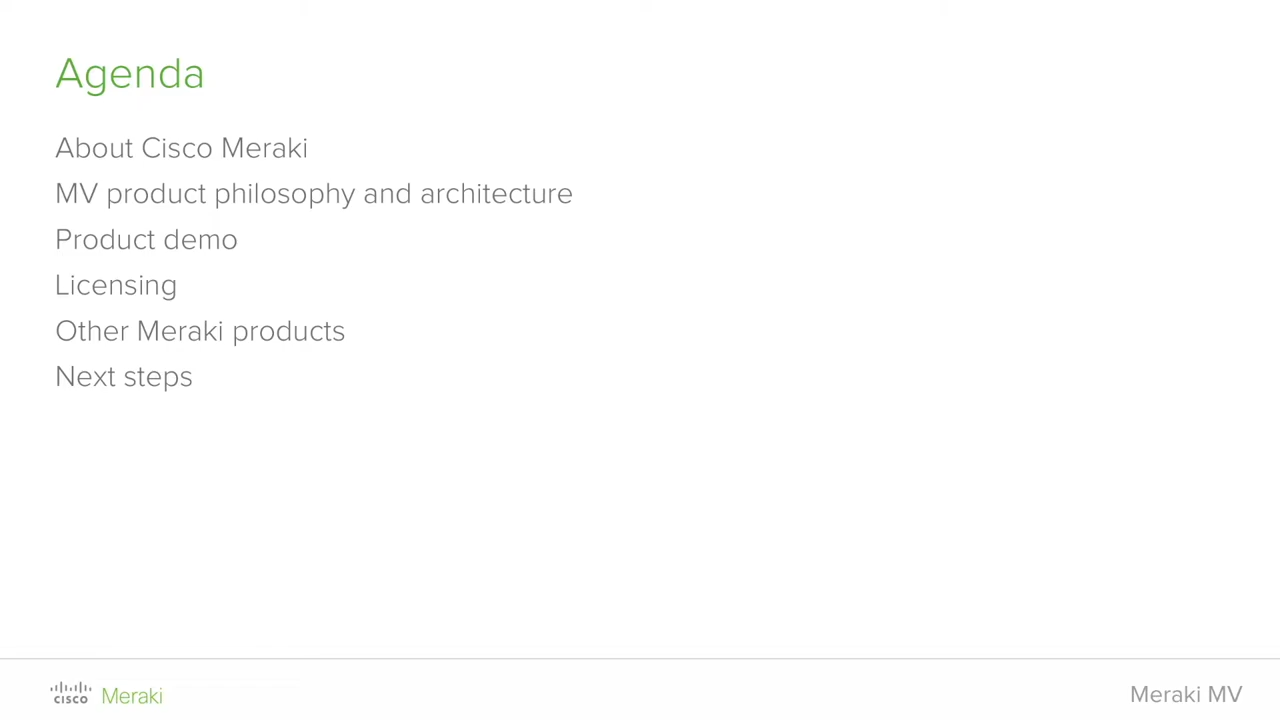 Agenda
About Cisco Meraki
MV product philosophy and architecture
Product demo
Licensing
Other Meraki products
Next steps
cisco Meraki
Meraki MV